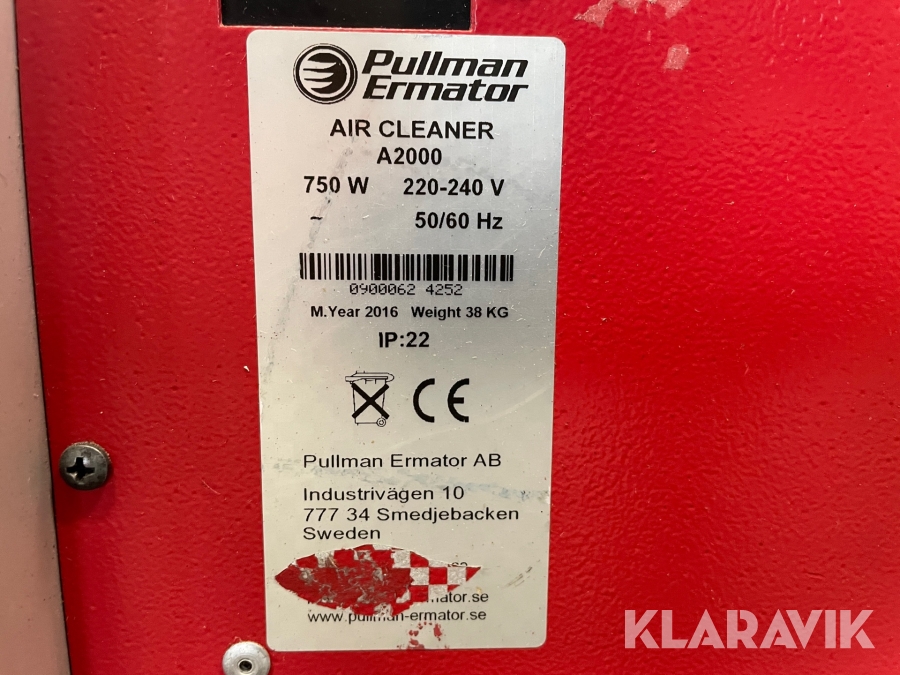 Pullman
Ermator
AIR CLEANER
A2000
750 W 220-240 V
~ 50/60 Hz
0900062 4252
M.Year 2016 Weight 38 KG
IP:22
CE
Pullman Ermator AB
Industrivägen 10
777 34 Smedjebacken
Sweden
www.pullman-ermator.se
KLARAVIK